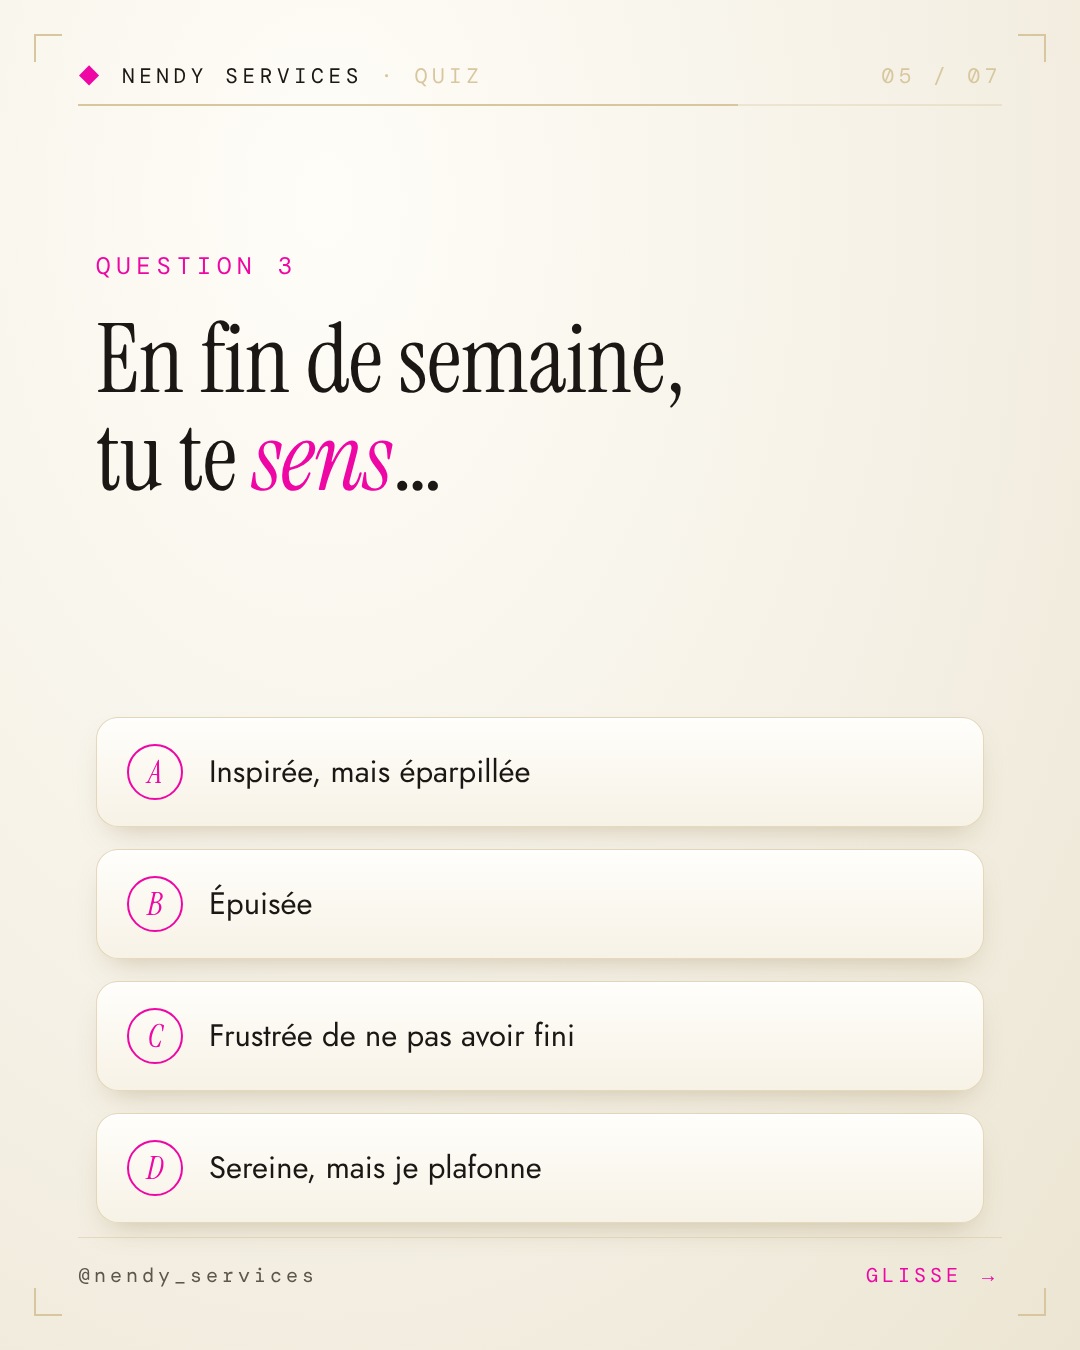 ◆ NENDY SERVICES · QUIZ
05 / 07
QUESTION 3
En fin de semaine,
tu te sens...
A Inspirée, mais éparpillée
B Épuisée
C Frustrée de ne pas avoir fini
D Sereine, mais je plafonne
@nendy_services
GLISSE →